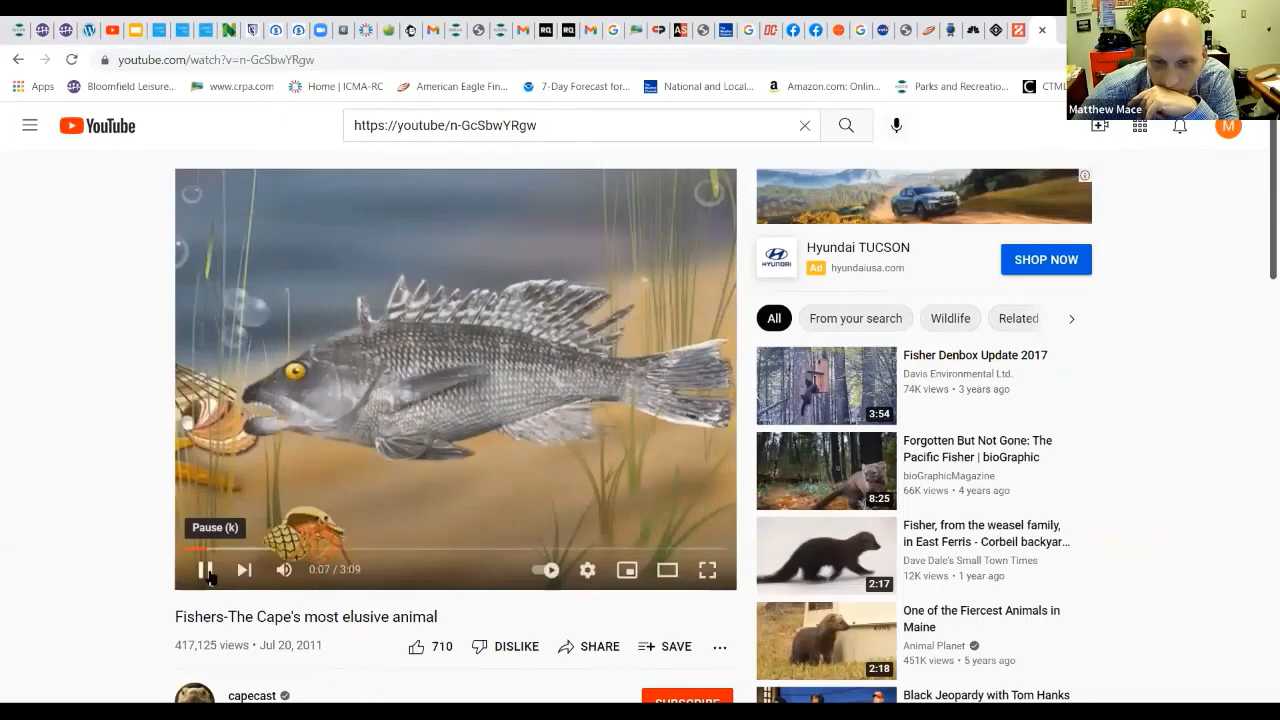 youtube.com/watch?v=n-GcSbwYRgw
Apps
Bloomfield Leisure...
www.crpa.com
Home | ICMA-RC
American Eagle Fin...
7-Day Forecast for...
National and Local...
Amazon.com: Onlin...
Parks and Recreatio...
CTML
Matthew Mace
YouTube
https://youtube/n-GcSbwYRgw
M
Hyundai TUCSON
Ad hyundaiusa.com
SHOP NOW
HYUNDAI
All
From your search
Wildlife
Related
Fisher Denbox Update 2017
Davis Environmental Ltd.
74K views • 3 years ago
3:54
Forgotten But Not Gone: The
Pacific Fisher | bioGraphic
bioGraphicMagazine
66K views • 4 years ago
8:25
Fisher, from the weasel family,
in East Ferris - Corbeil backyar...
Dave Dale's Small Town Times
12K views • 1 year ago
2:17
One of the Fiercest Animals in
Maine
Animal Planet
451K views • 5 years ago
2:18
Black Jeopardy with Tom Hanks
Pause (k)
0:07 / 3:09
Fishers-The Cape's most elusive animal
417,125 views • Jul 20, 2011
710
DISLIKE
SHARE
SAVE
capecast
SUBSCRIBE